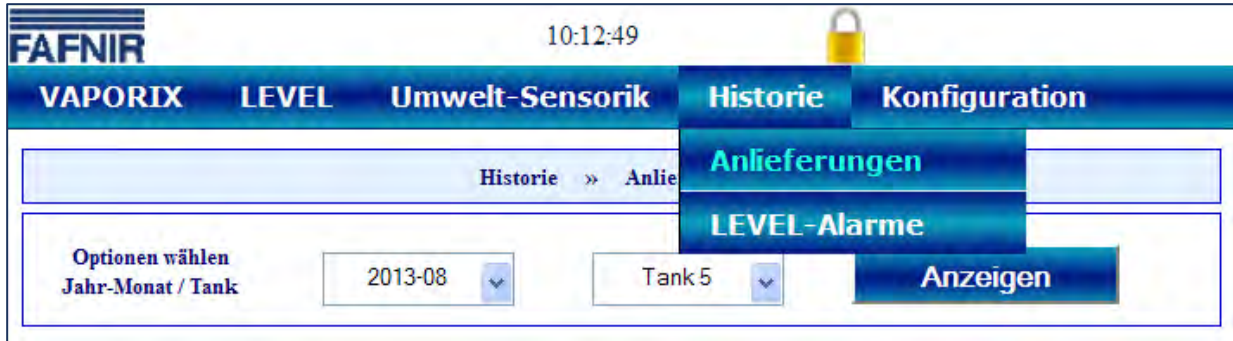 FAFNIR
10:12:49
VAPORIX LEVEL Umwelt-Sensorik Historie Konfiguration
Anlieferungen
LEVEL-Alarme
Historie » Anlie
Optionen wählen
Jahr-Monat / Tank
2013-08
Tank 5
Anzeigen